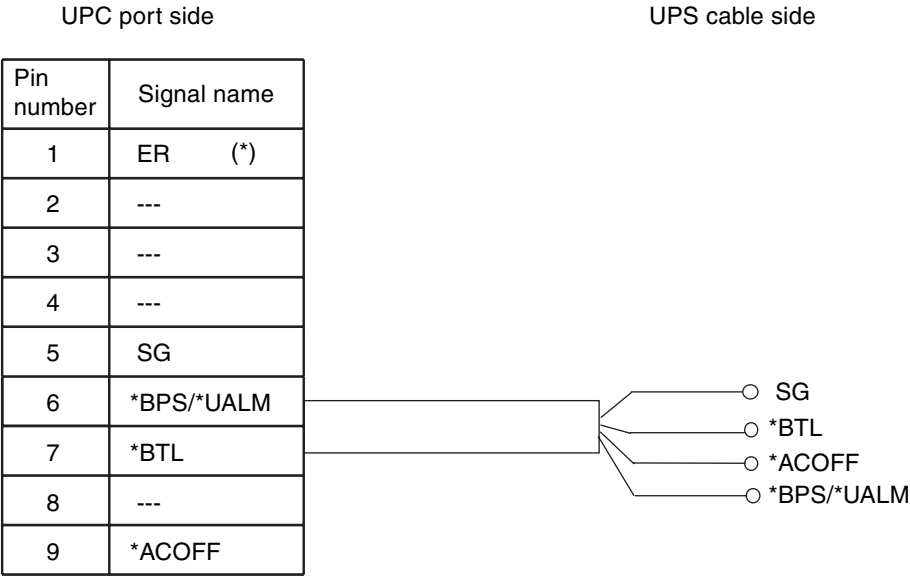 UPC port side UPS cable side
Pin
number Signal name
1 ER (*)
2 ---
3 ---
4 ---
5 SG
6 *BPS/*UALM
7 *BTL
8 ---
9 *ACOFF
SG
*BTL
*ACOFF
*BPS/*UALM